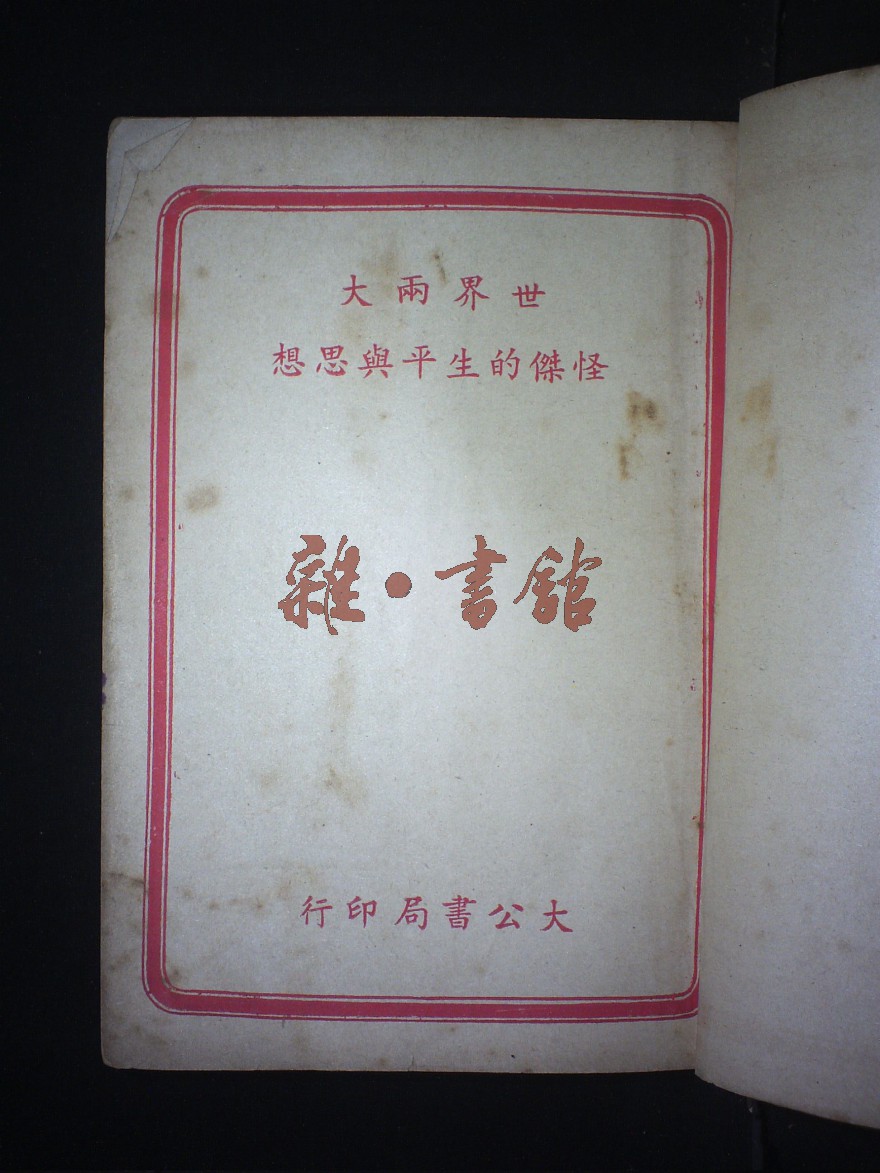 世界兩大
怪傑的生平與思想
雜·書館
大公書局印行